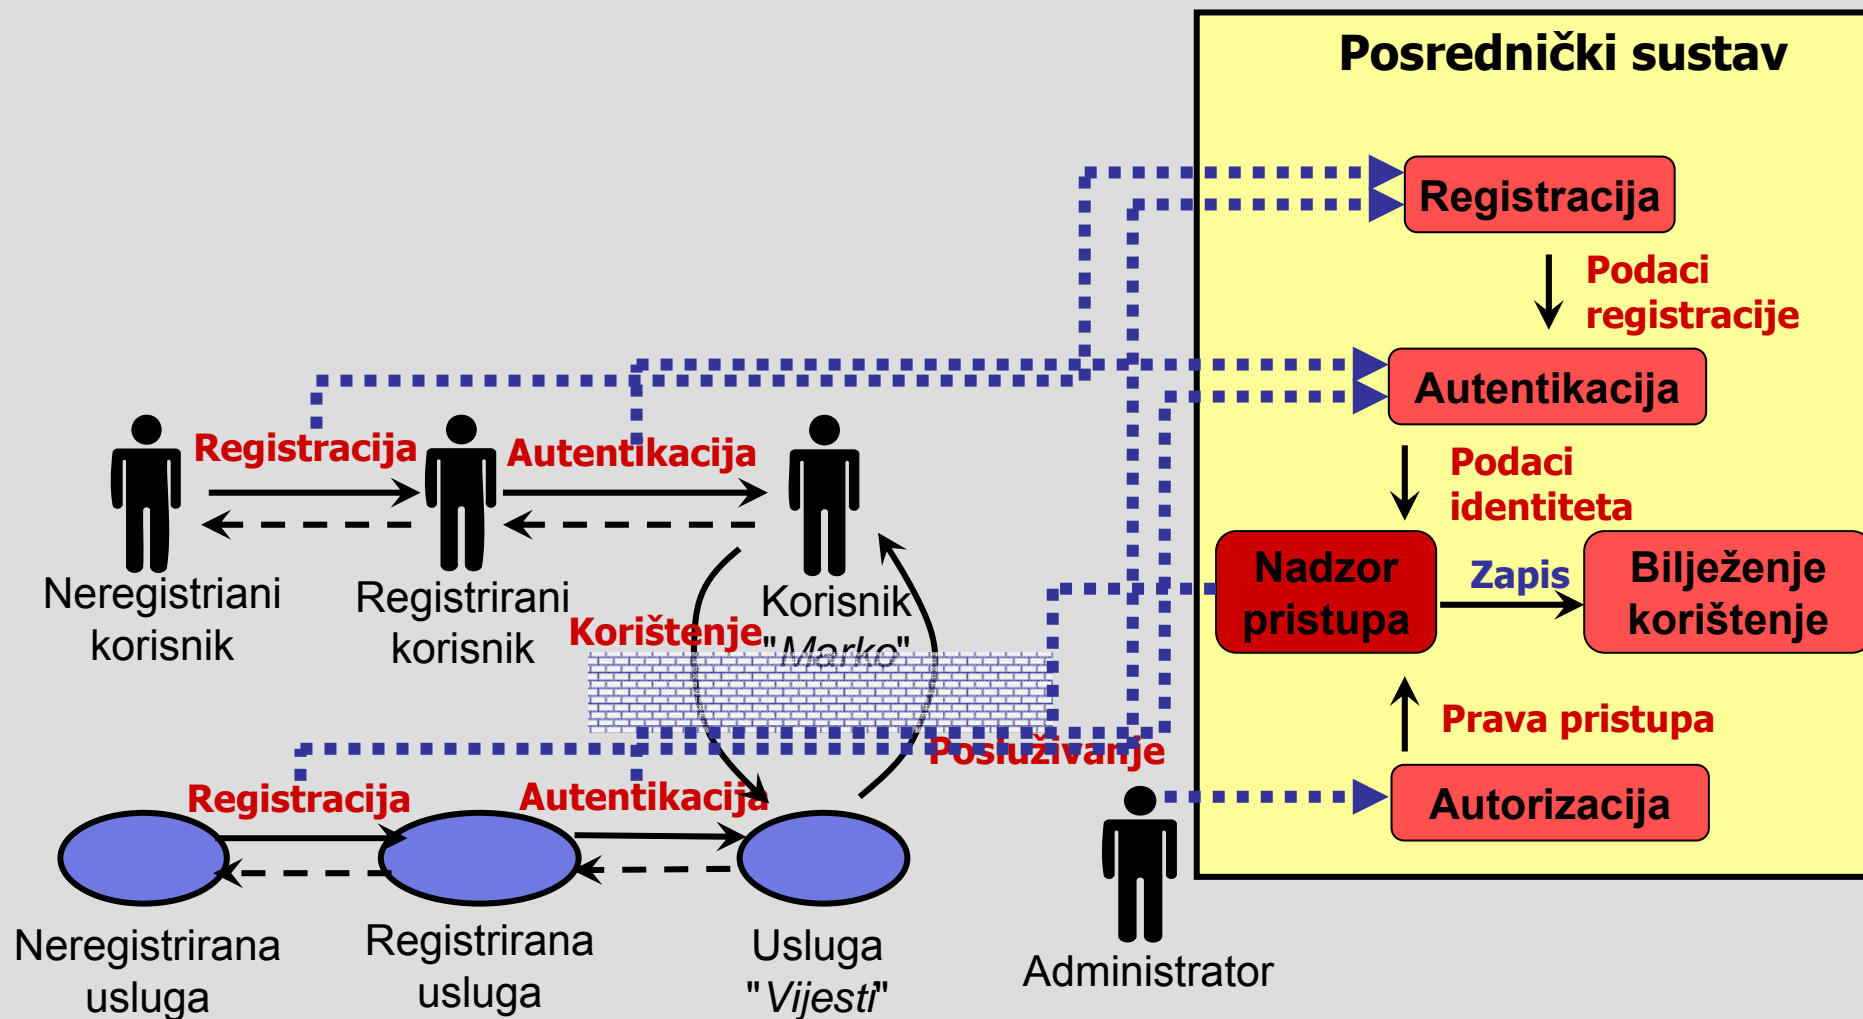 Posrednički sustav
Registracija
Podaci
registracije
Autentikacija
Podaci
identiteta
Nadzor
pristupa
Zapis
Bilježenje
korištenje
Prava pristupa
Autorizacija
Registracija
Autentikacija
Neregistriani
korisnik
Registrirani
korisnik
Korisnik
"Marko"
Korištenje
Posluživanje
Registracija
Autentikacija
Neregistrirana
usluga
Registrirana
usluga
Usluga
"Vijesti"
Administrator